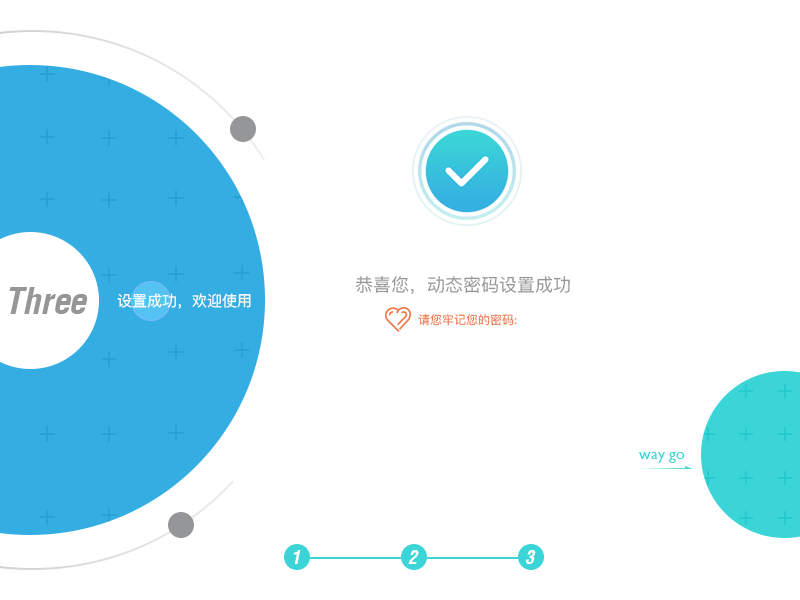 Three
设置成功，欢迎使用
恭喜您，动态密码设置成功
请您牢记您的密码:
way go
1 2 3